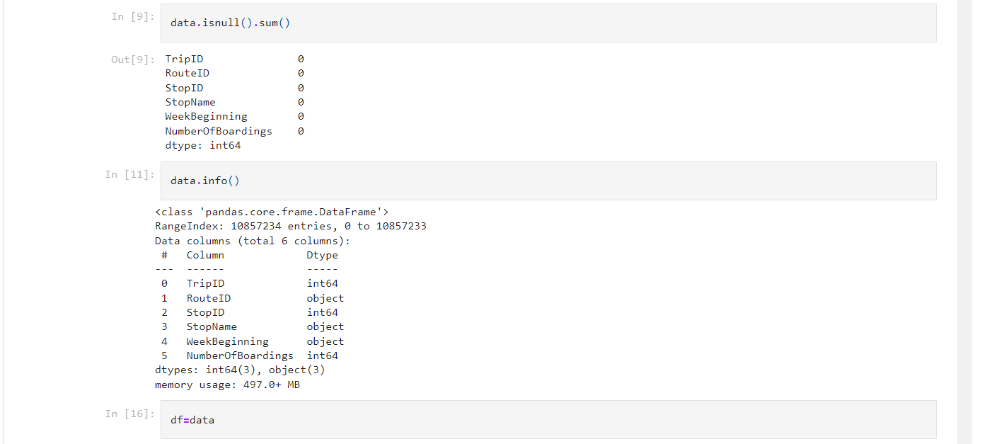 In [9]:
data.isnull().sum()
Out[9]:
TripID 0
RouteID 0
StopID 0
StopName 0
WeekBeginning 0
NumberOfBoardings 0
dtype: int64
In [11]:
data.info()
<class 'pandas.core.frame.DataFrame'>
RangeIndex: 10857234 entries, 0 to 10857233
Data columns (total 6 columns):
# Column Dtype
--- ------ -----
0 TripID int64
1 RouteID object
2 StopID int64
3 StopName object
4 WeekBeginning object
5 NumberOfBoardings int64
dtypes: int64(3), object(3)
memory usage: 497.0+ MB
In [16]:
df=data